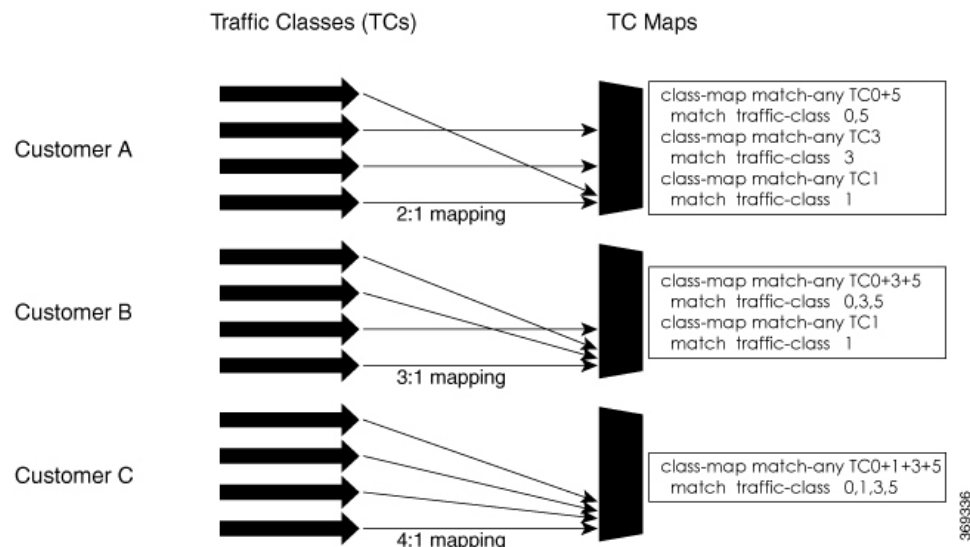 Traffic Classes (TCs)
TC Maps
Customer A
2:1 mapping
class-map match-any TC0+5
match traffic-class 0,5
class-map match-any TC3
match traffic-class 3
class-map match-any TC1
match traffic-class 1
Customer B
3:1 mapping
class-map match-any TC0+3+5
match traffic-class 0,3,5
class-map match-any TC1
match traffic-class 1
Customer C
4:1 mapping
class-map match-any TC0+1+3+5
match traffic-class 0,1,3,5
369336